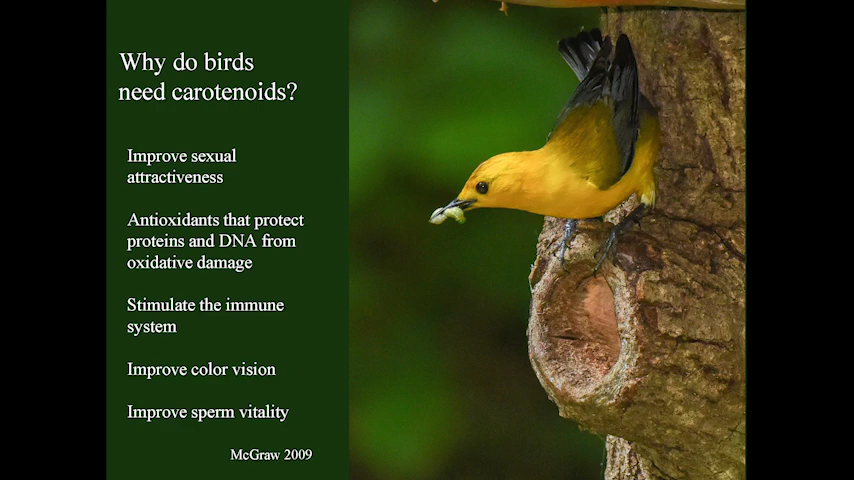 Why do birds
need carotenoids?
Improve sexual
attractiveness
Antioxidants that protect
proteins and DNA from
oxidative damage
Stimulate the immune
system
Improve color vision
Improve sperm vitality
McGraw 2009